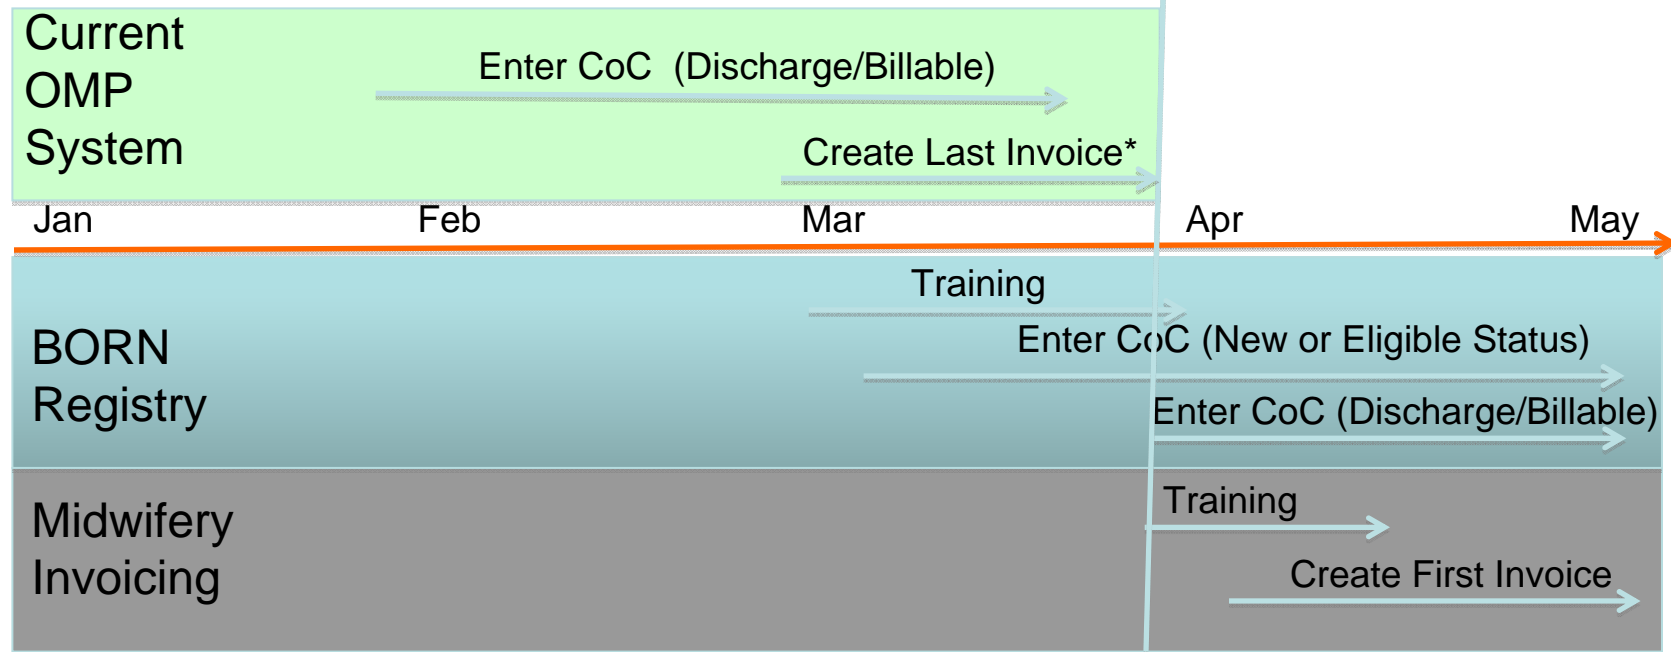 Current
OMP
System
Enter CoC (Discharge/Billable)
Create Last Invoice*
Jan Feb Mar Apr May
BORN
Registry
Training
Enter CoC (New or Eligible Status)
Enter CoC (Discharge/Billable)
Midwifery
Invoicing
Training
Create First Invoice